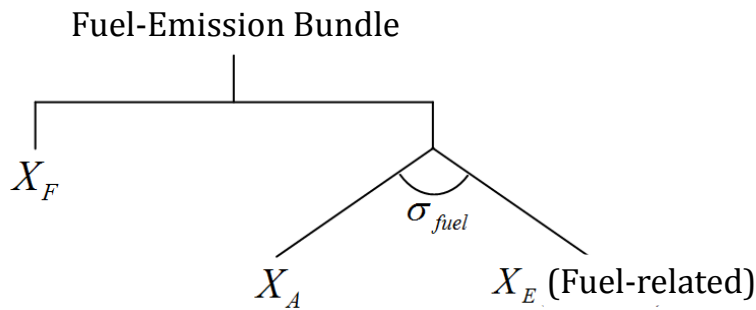 Fuel-Emission Bundle
X_F
σ_fuel
X_A
X_E (Fuel-related)